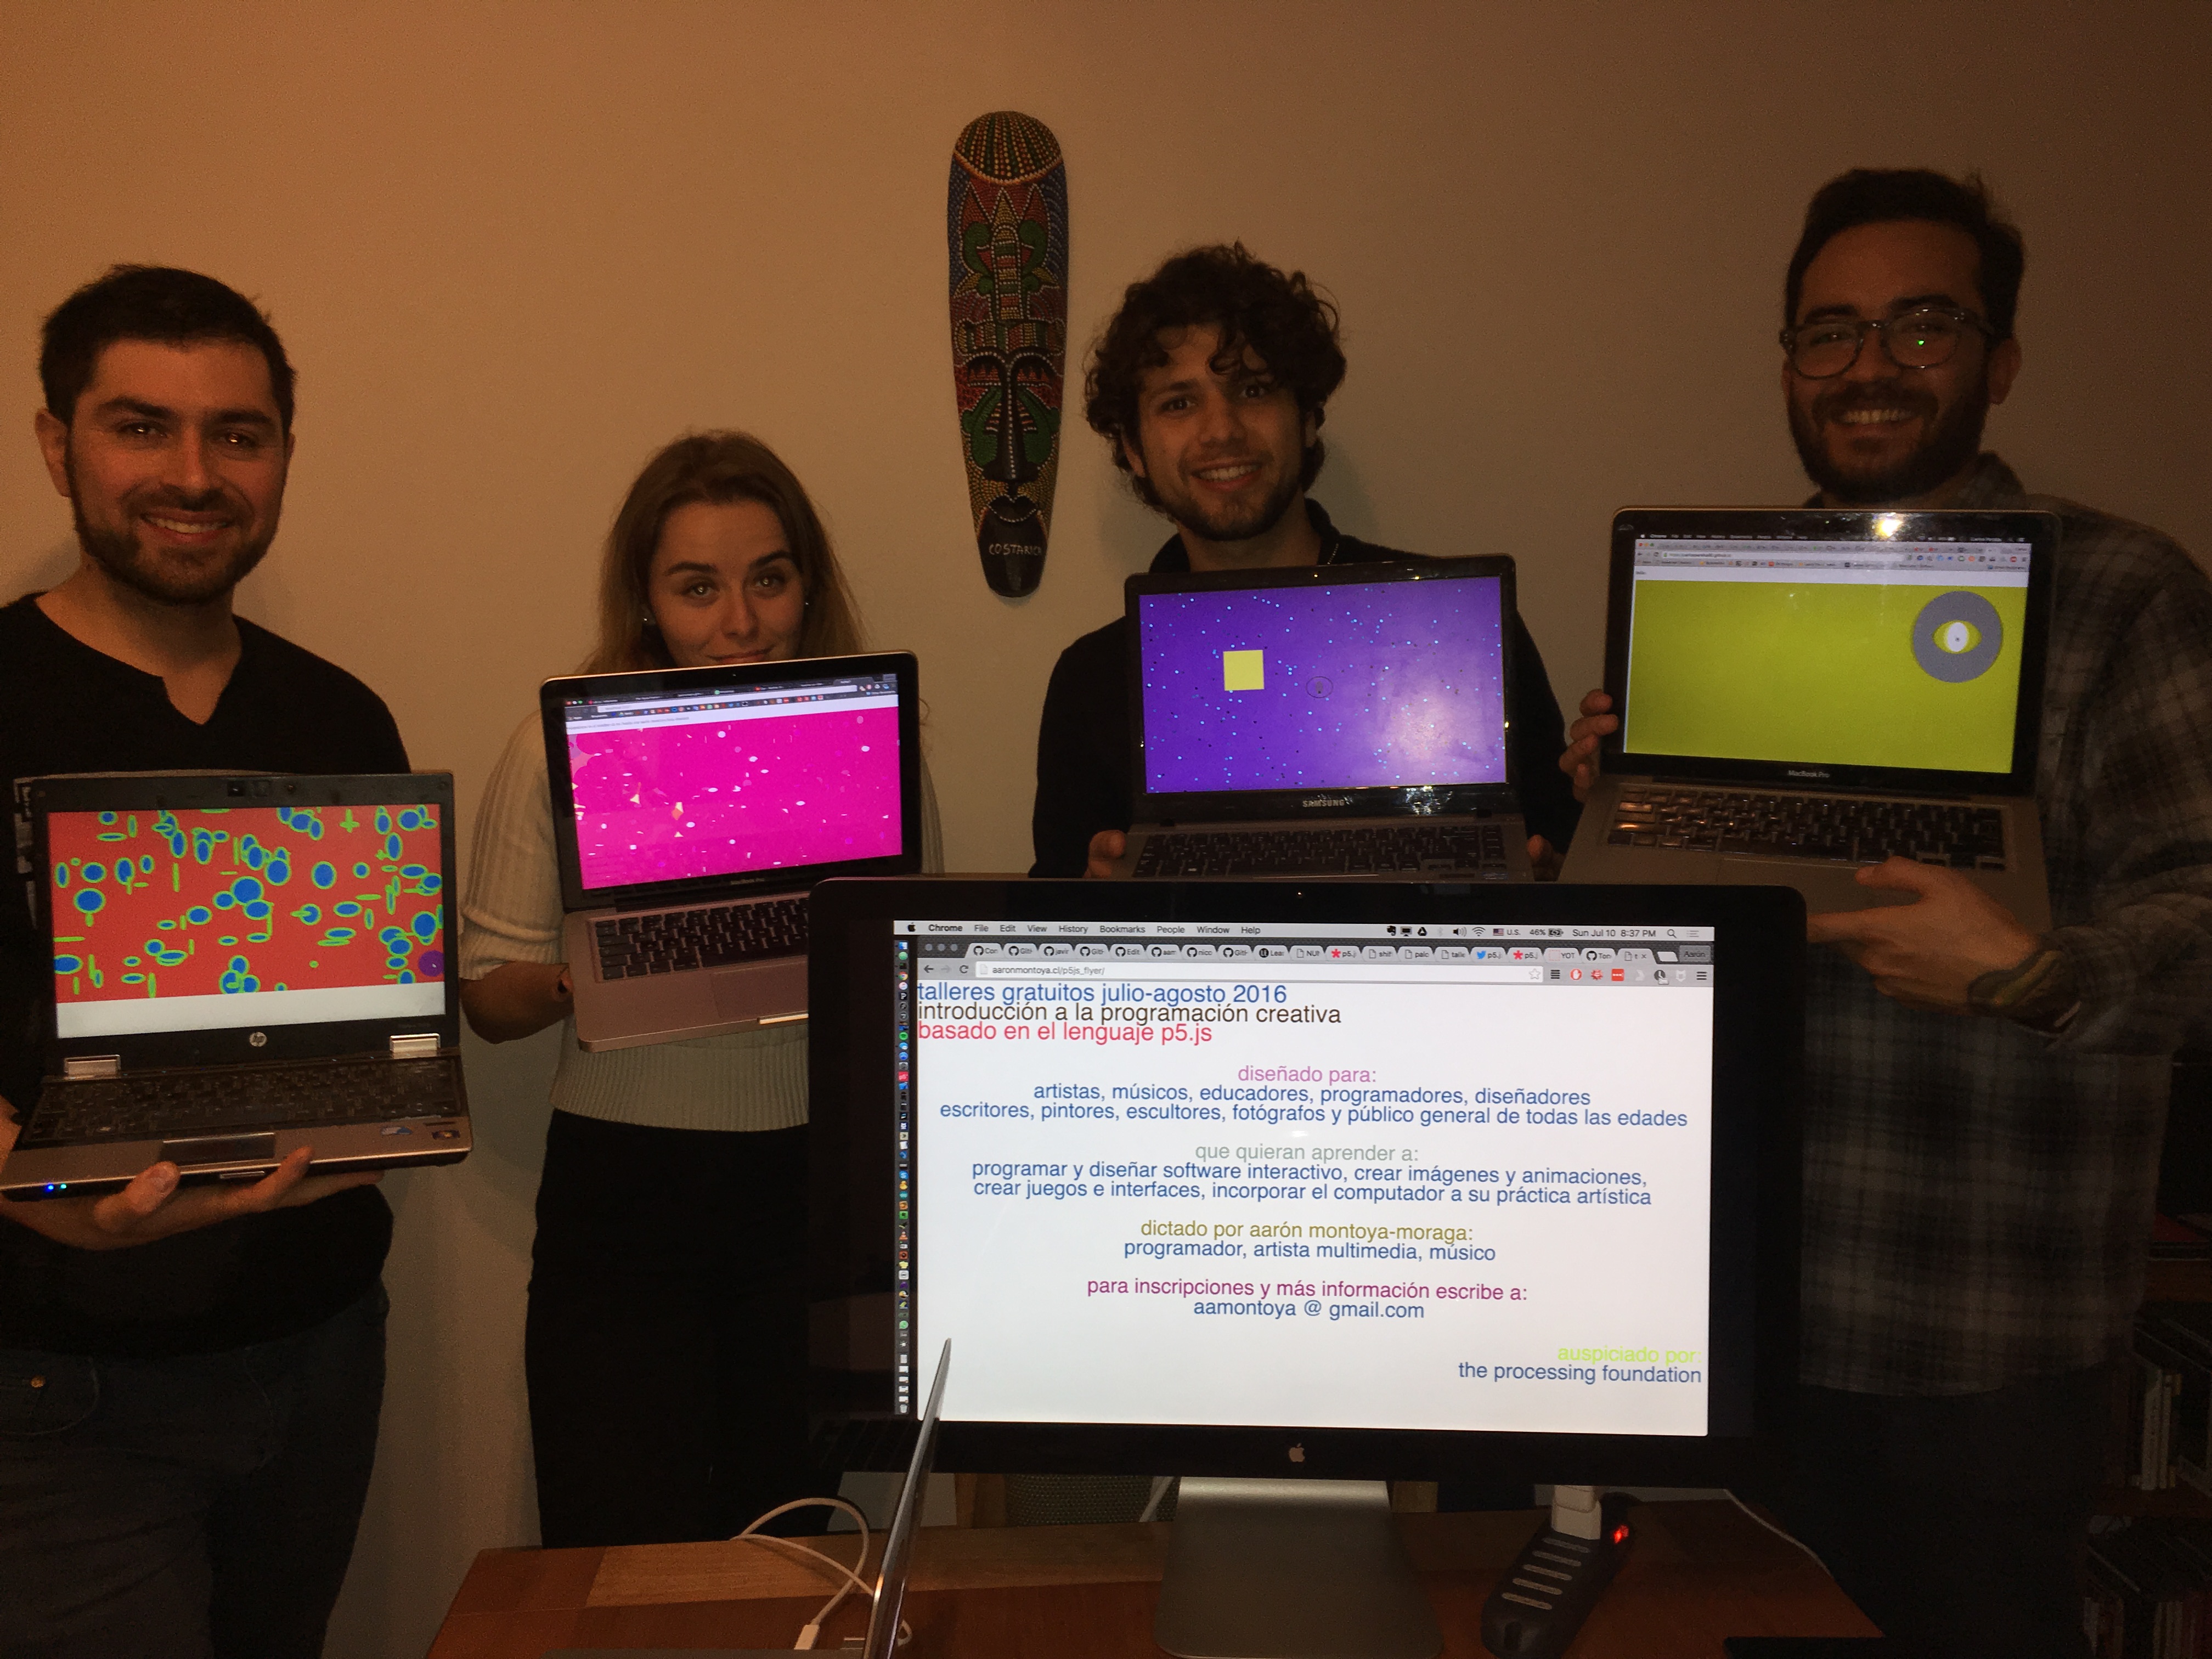 COSTARICA
SAMSUNG
MacBook Pro
MacBook Pro
hp
Chrome File Edit View History Bookmarks People Window Help U.S. 46% Sun Jul 10 8:37 PM
Aarón
aaronmontoya.cl/p5js_flyer/
talleres gratuitos julio-agosto 2016
introducción a la programación creativa
basado en el lenguaje p5.js
diseñado para:
artistas, músicos, educadores, programadores, diseñadores
escritores, pintores, escultores, fotógrafos y público general de todas las edades
que quieran aprender a:
programar y diseñar software interactivo, crear imágenes y animaciones,
crear juegos e interfaces, incorporar el computador a su práctica artística
dictado por aarón montoya-moraga:
programador, artista multimedia, músico
para inscripciones y más información escribe a:
aamontoya @ gmail.com
auspiciado por:
the processing foundation